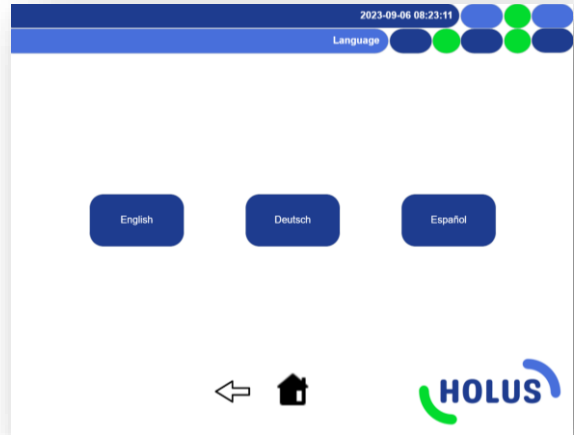 2023-09-06 08:23:11
Language
English
Deutsch
Español
HOLUS